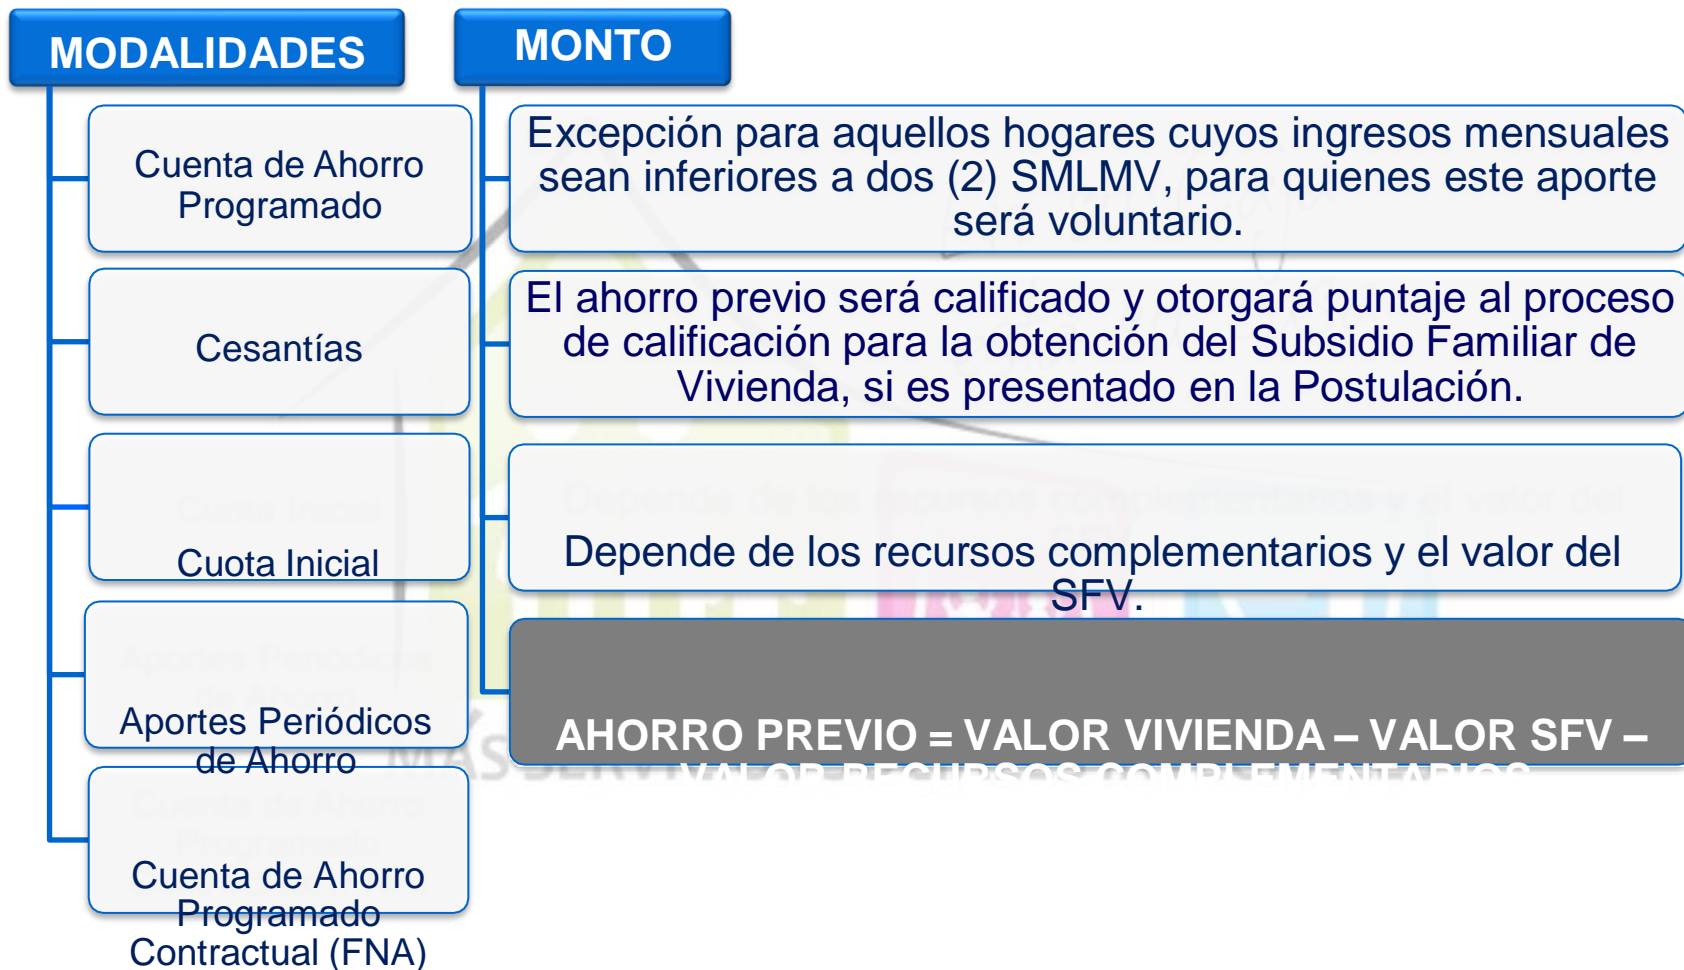 MODALIDADES
Cuenta de Ahorro
Programado
Cesantías
Cuota Inicial
Aportes Periódicos
de Ahorro
Cuenta de Ahorro
Programado
Contractual (FNA)
MONTO
Excepción para aquellos hogares cuyos ingresos mensuales
sean inferiores a dos (2) SMLMV, para quienes este aporte
será voluntario.
El ahorro previo será calificado y otorgará puntaje al proceso
de calificación para la obtención del Subsidio Familiar de
Vivienda, si es presentado en la Postulación.
Depende de los recursos complementarios y el valor del
SFV.
AHORRO PREVIO = VALOR VIVIENDA – VALOR SFV –
VALOR RECURSOS COMPLEMENTARIOS